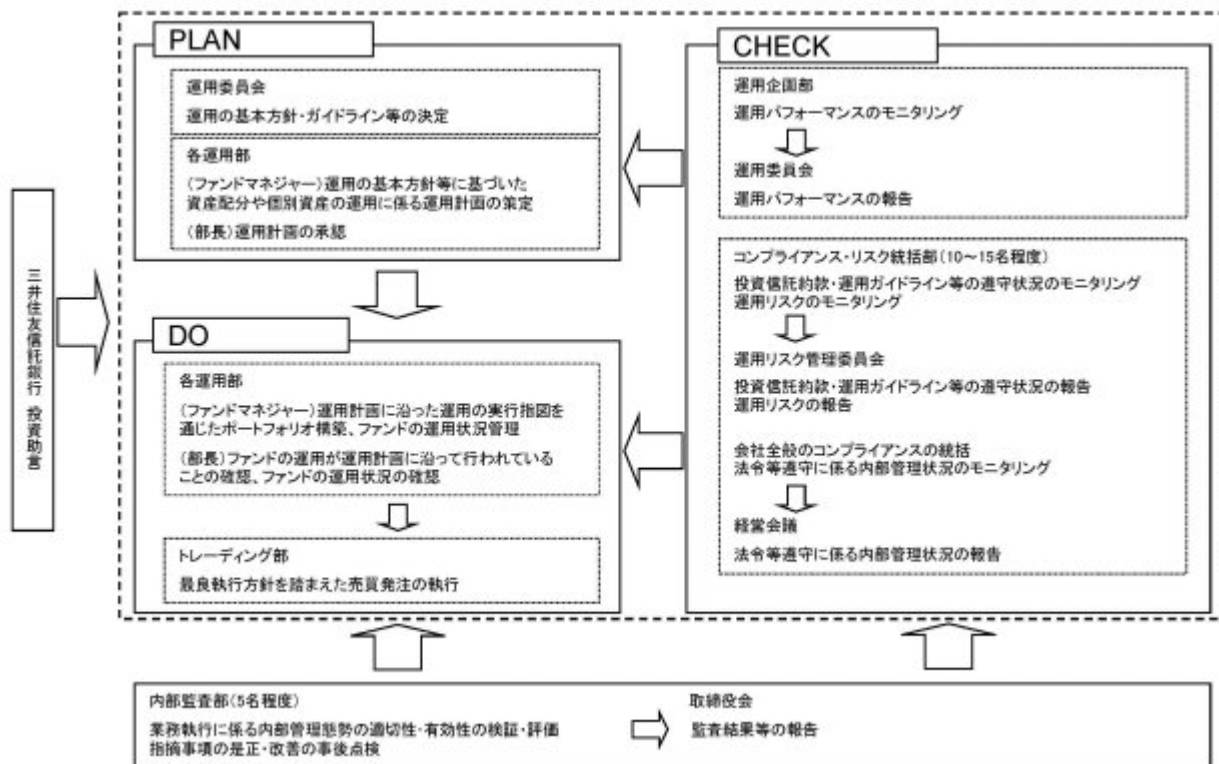 三井住友信託銀行 投資助言
PLAN
運用委員会
運用の基本方針・ガイドライン等の決定
各運用部
(ファンドマネジャー)運用の基本方針等に基づいた
資産配分や個別資産の運用に係る運用計画の策定
(部長)運用計画の承認
DO
各運用部
(ファンドマネジャー)運用計画に沿った運用の実行指図を
通じたポートフォリオ構築、ファンドの運用状況管理
(部長)ファンドの運用が運用計画に沿って行われている
ことの確認、ファンドの運用状況の確認
トレーディング部
最良執行方針を踏まえた売買発注の執行
CHECK
運用企画部
運用パフォーマンスのモニタリング
運用委員会
運用パフォーマンスの報告
コンプライアンス・リスク統括部(10～15名程度)
投資信託約款・運用ガイドライン等の遵守状況のモニタリング
運用リスクのモニタリング
運用リスク管理委員会
投資信託約款・運用ガイドライン等の遵守状況の報告
運用リスクの報告
会社全般のコンプライアンスの統括
法令等遵守に係る内部管理状況のモニタリング
経営会議
法令等遵守に係る内部管理状況の報告
内部監査部(5名程度)
業務執行に係る内部管理態勢の適切性・有効性の検証・評価
指摘事項の是正・改善の事後点検
取締役会
監査結果等の報告